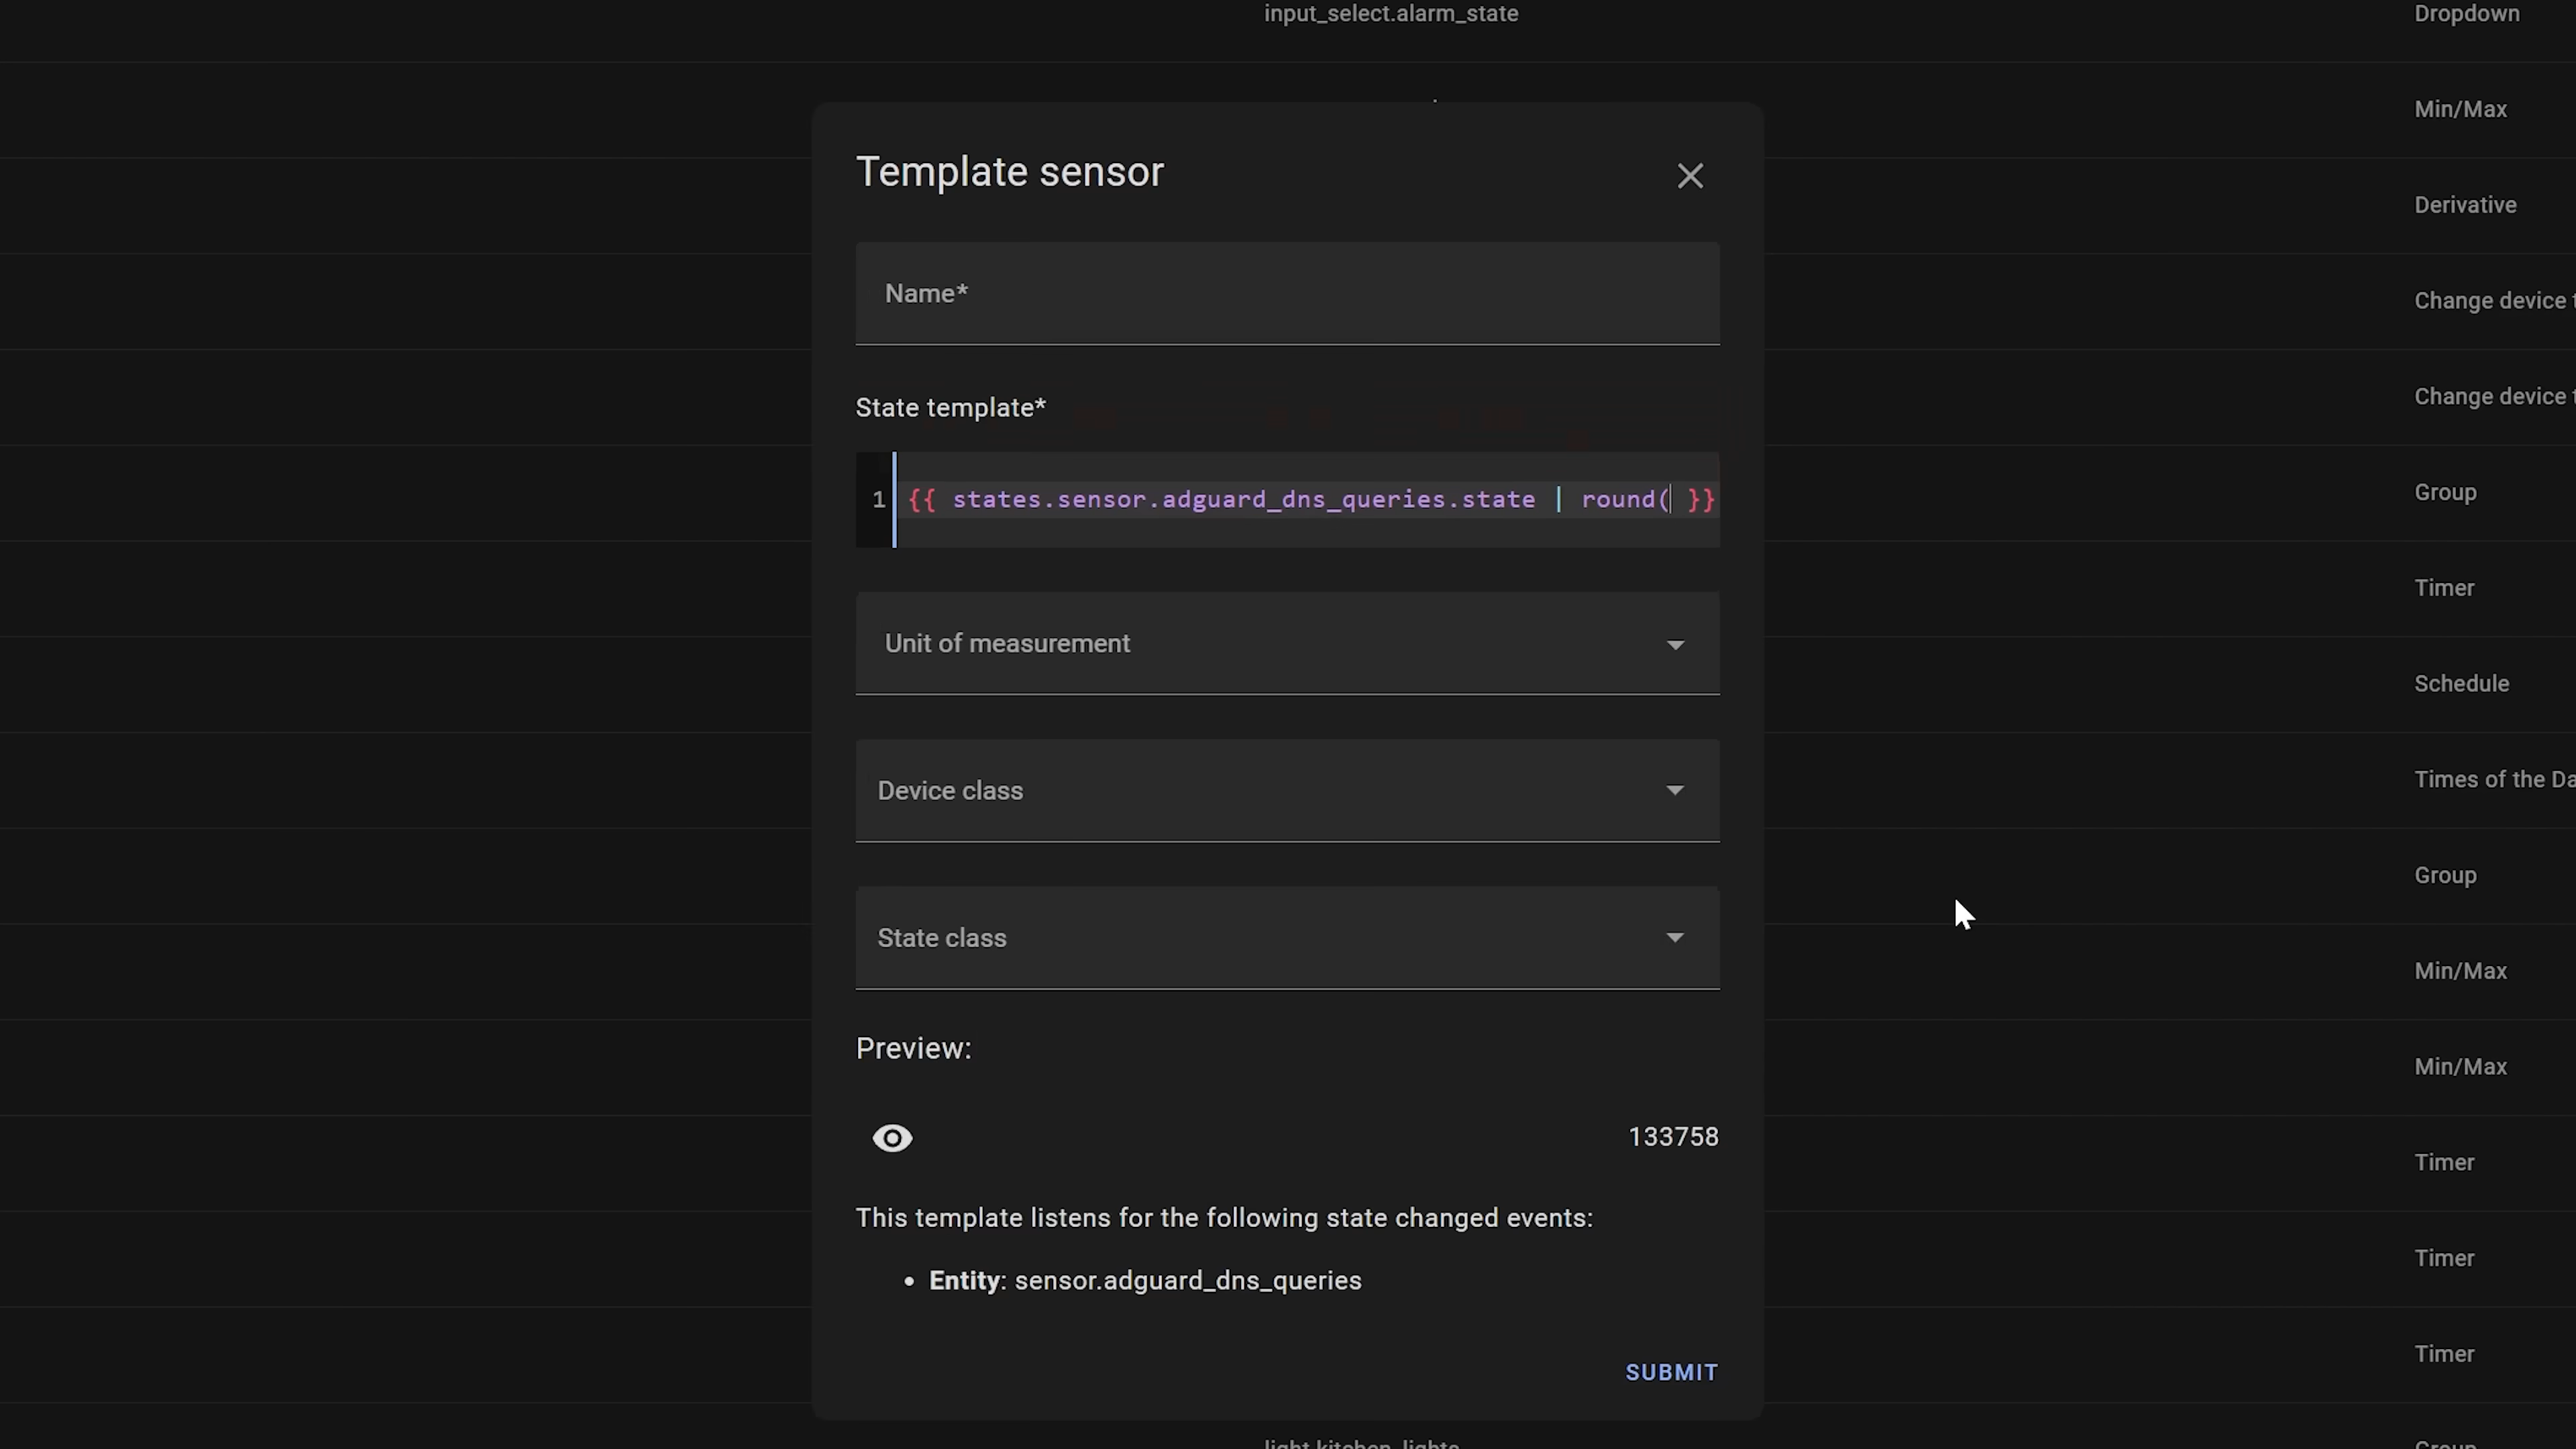 input_select.alarm_state
Dropdown
Min/Max
Derivative
Change device
Change device
Group
Timer
Schedule
Times of the Da
Group
Min/Max
Min/Max
Timer
Timer
Timer
Template sensor
Name*
State template*
1 {{ states.sensor.adguard_dns_queries.state | round( }}
Unit of measurement
Device class
State class
Preview:
133758
This template listens for the following state changed events:
• Entity: sensor.adguard_dns_queries
SUBMIT